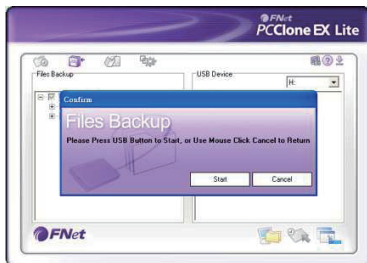 FNet
PCClone EX Lite
Files Backup
USB Device
H:
Confirm
Files Backup
Please Press USB Button to Start, or Use Mouse Click Cancel to Return
Start
Cancel
FNet